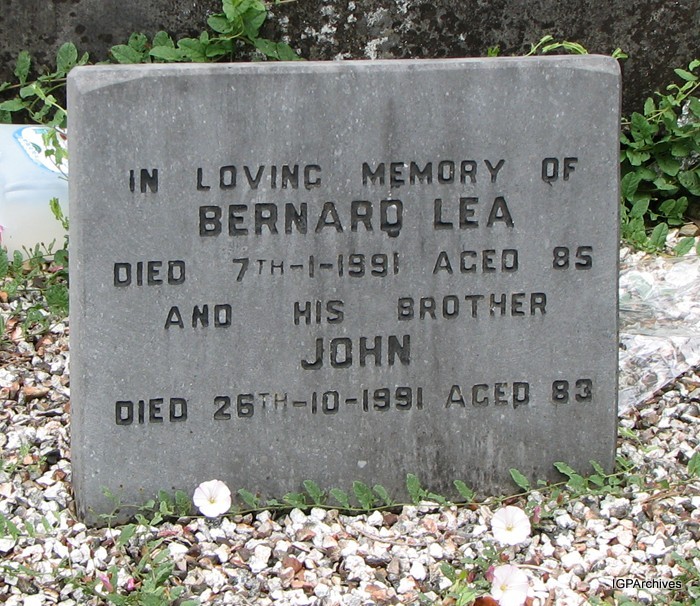 IN LOVING MEMORY OF
BERNARD LEA
DIED 7TH-1-1991 AGED 85
AND HIS BROTHER
JOHN
DIED 26TH-10-1991 AGED 83
IGPArchives